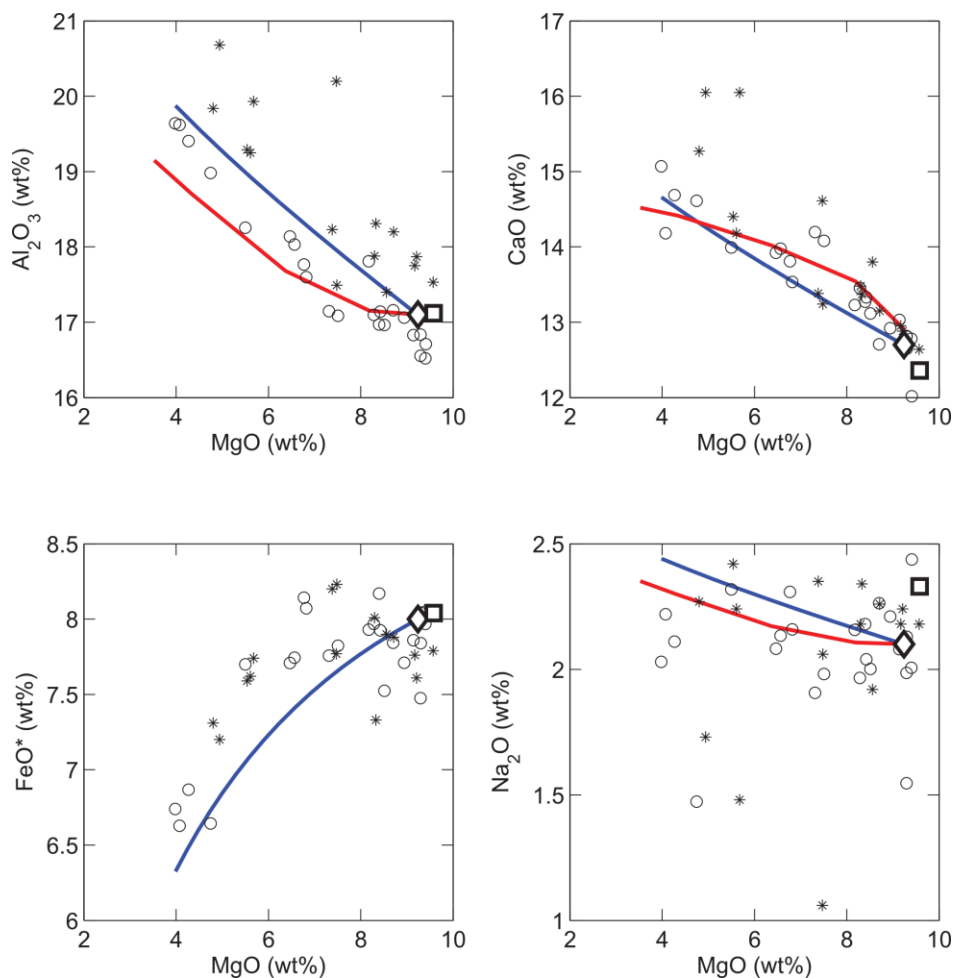 21
20
19
18
17
16
Al2O3 (wt%)
2 4 6 8 10
MgO (wt%)
17
16
15
14
13
12
CaO (wt%)
2 4 6 8 10
MgO (wt%)
8.5
8
7.5
7
6.5
6
FeO* (wt%)
2 4 6 8 10
MgO (wt%)
2.5
2
1.5
1
Na2O (wt%)
2 4 6 8 10
MgO (wt%)